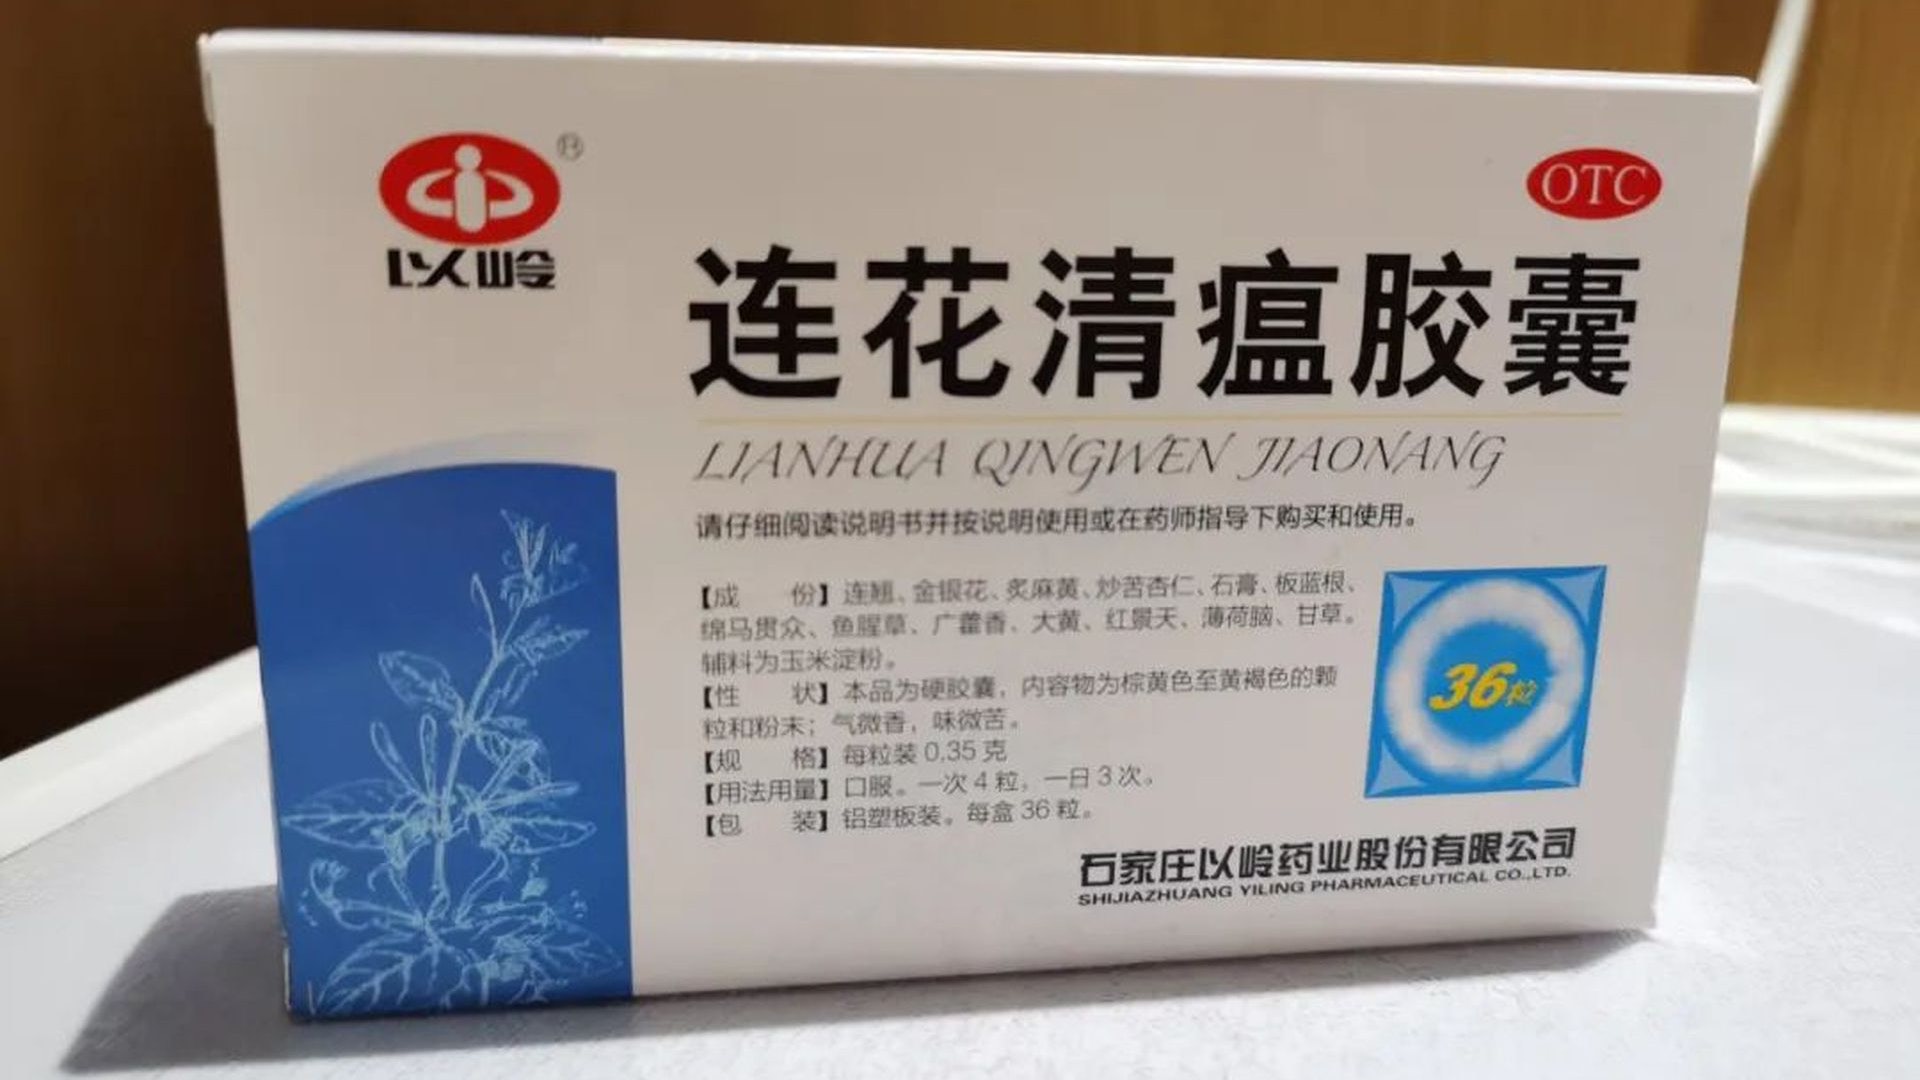 ®
以岭
OTC
连花清瘟胶囊
LIANHUA QINGWEN JIAONANG
请仔细阅读说明书并按说明使用或在药师指导下购买和使用。
【成 份】连翘、金银花、炙麻黄、炒苦杏仁、石膏、板蓝根、
绵马贯众、鱼腥草、广藿香、大黄、红景天、薄荷脑、甘草。
辅料为玉米淀粉。
【性 状】本品为硬胶囊，内容物为棕黄色至黄褐色的颗
粒和粉末；气微香，味微苦。
【规 格】每粒装 0.35 克
【用法用量】口服。一次 4 粒，一日 3 次。
【包 装】铝塑板装。每盒 36 粒。
36粒
石家庄以岭药业股份有限公司
SHIJIAZHUANG YILING PHARMACEUTICAL CO.,LTD.